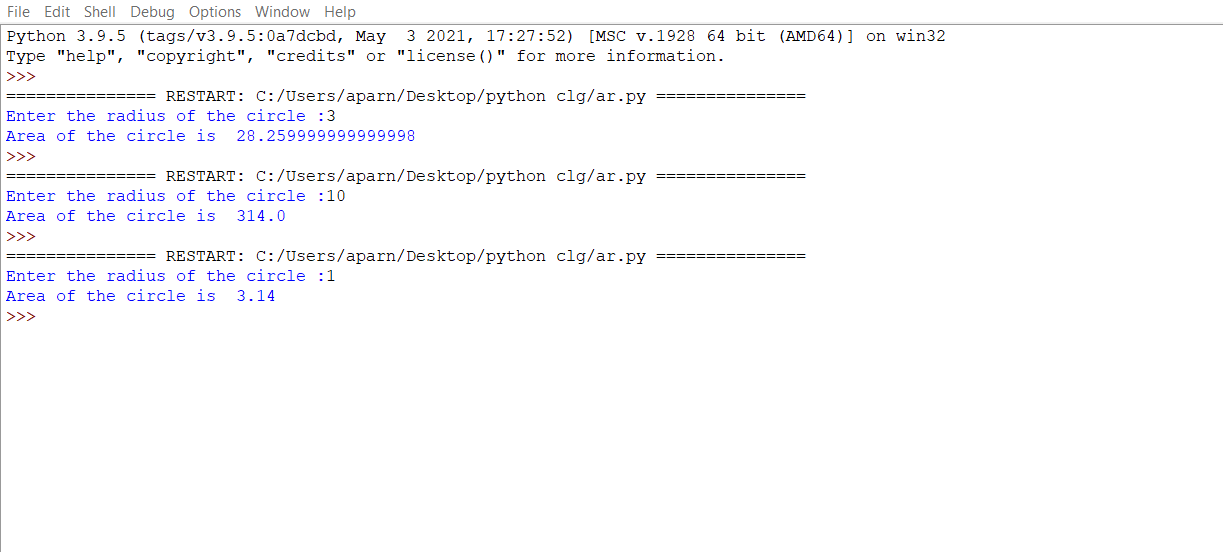 File Edit Shell Debug Options Window Help
Python 3.9.5 (tags/v3.9.5:0a7dcbd, May  3 2021, 17:27:52) [MSC v.1928 64 bit (AMD64)] on win32
Type "help", "copyright", "credits" or "license()" for more information.
>>>
=============== RESTART: C:/Users/aparn/Desktop/python clg/ar.py ===============
Enter the radius of the circle :3
Area of the circle is  28.259999999999998
>>>
=============== RESTART: C:/Users/aparn/Desktop/python clg/ar.py ===============
Enter the radius of the circle :10
Area of the circle is  314.0
>>>
=============== RESTART: C:/Users/aparn/Desktop/python clg/ar.py ===============
Enter the radius of the circle :1
Area of the circle is  3.14
>>>